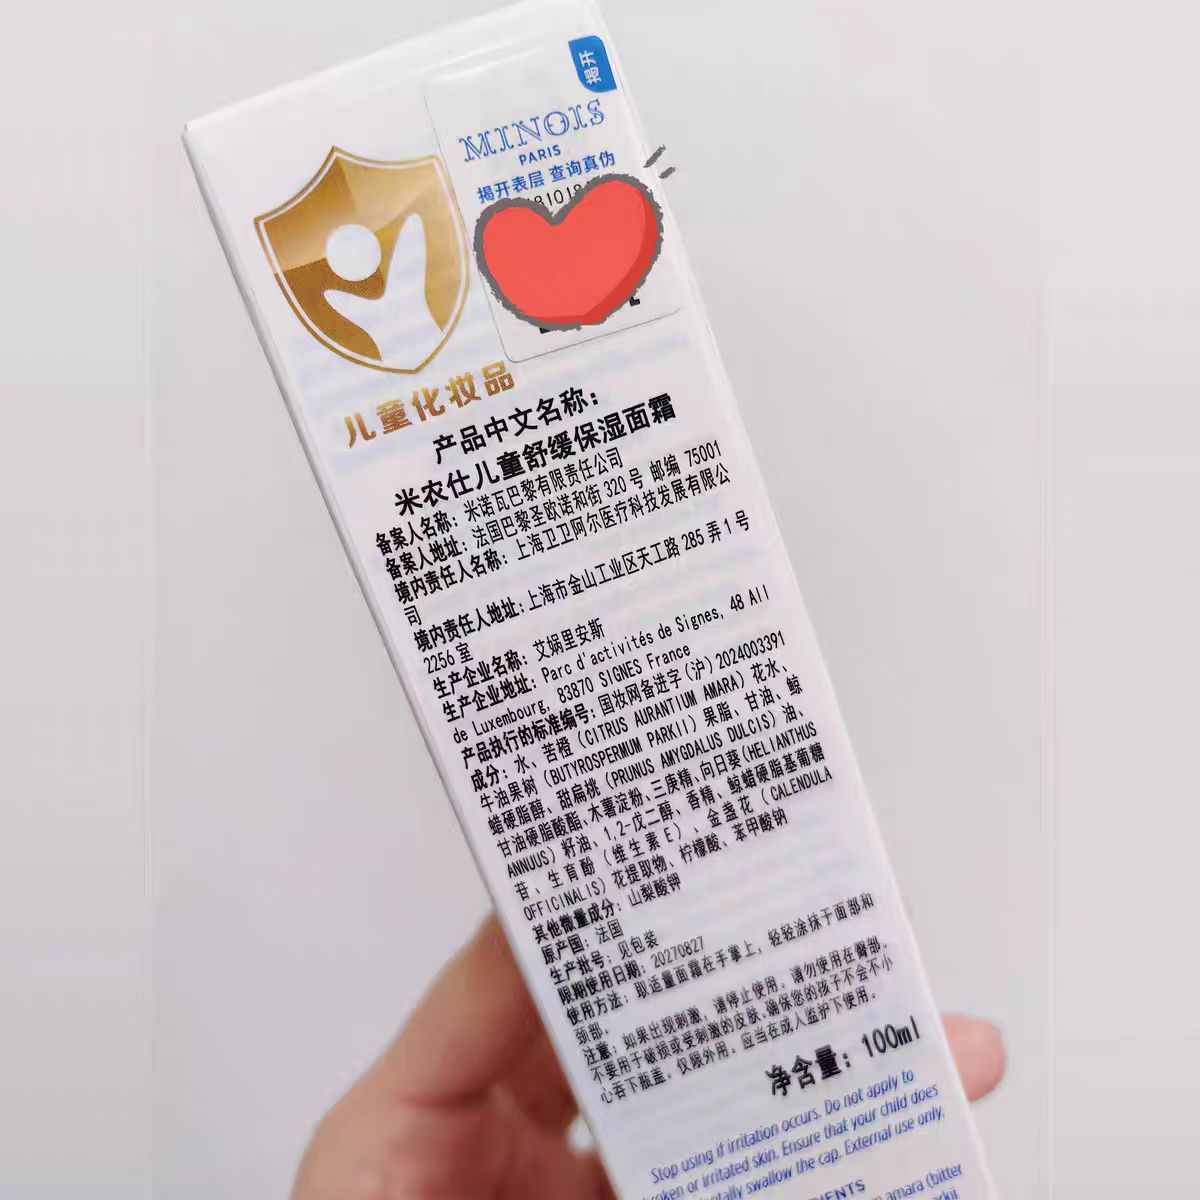 揭开
MINOIS
PARIS
揭开表层 查询真伪
儿童化妆品
产品中文名称：
米农仕儿童舒缓保湿面霜
备案人名称：米诺瓦巴黎有限责任公司
备案人地址：法国巴黎圣欧诺和街 320 号 邮编 75001
境内责任人名称：上海卫卫阿尔医疗科技发展有限公
司
境内责任人地址：上海市金山工业区天工路 285 弄 1 号
2256 室
生产企业名称：艾娲里安斯
生产企业地址：Parc d'activités de Signes, 48 All
de Luxembourg, 83870 SIGNES France
产品执行的标准编号：国妆网备进字（沪）2024003391
成分：水、苦橙（CITRUS AURANTIUM AMARA）花水、
牛油果树（BUTYROSPERMUM PARKII）果脂、甘油、鲸
蜡硬脂醇、甜扁桃（PRUNUS AMYGDALUS DULCIS）油、
甘油硬脂酸酯、木薯淀粉、三庚精、向日葵(HELIANTHUS
ANNUUS）籽油、1,2-戊二醇、香精、鲸蜡硬脂基葡糖
苷、生育酚（维生素 E）、金盏花（CALENDULA
OFFICINALIS）花提取物、柠檬酸、苯甲酸钠
其他微量成分：山梨酸钾
原产国：法国
生产批号：见包装
限期使用日期：20270827
使用方法：取适量面霜在手掌上，轻轻涂抹于面部和
颈部。
注意：如果出现刺激，请停止使用。请勿使用在臀部。
不要用于破损或受刺激的皮肤。确保您的孩子不会不小
心吞下瓶盖。仅限外用。应当在成人监护下使用。
净含量：100ml
Stop using if irritation occurs. Do not apply to
broken or irritated skin. Ensure that your child does
swallow the cap. External use only.
amara (bitter